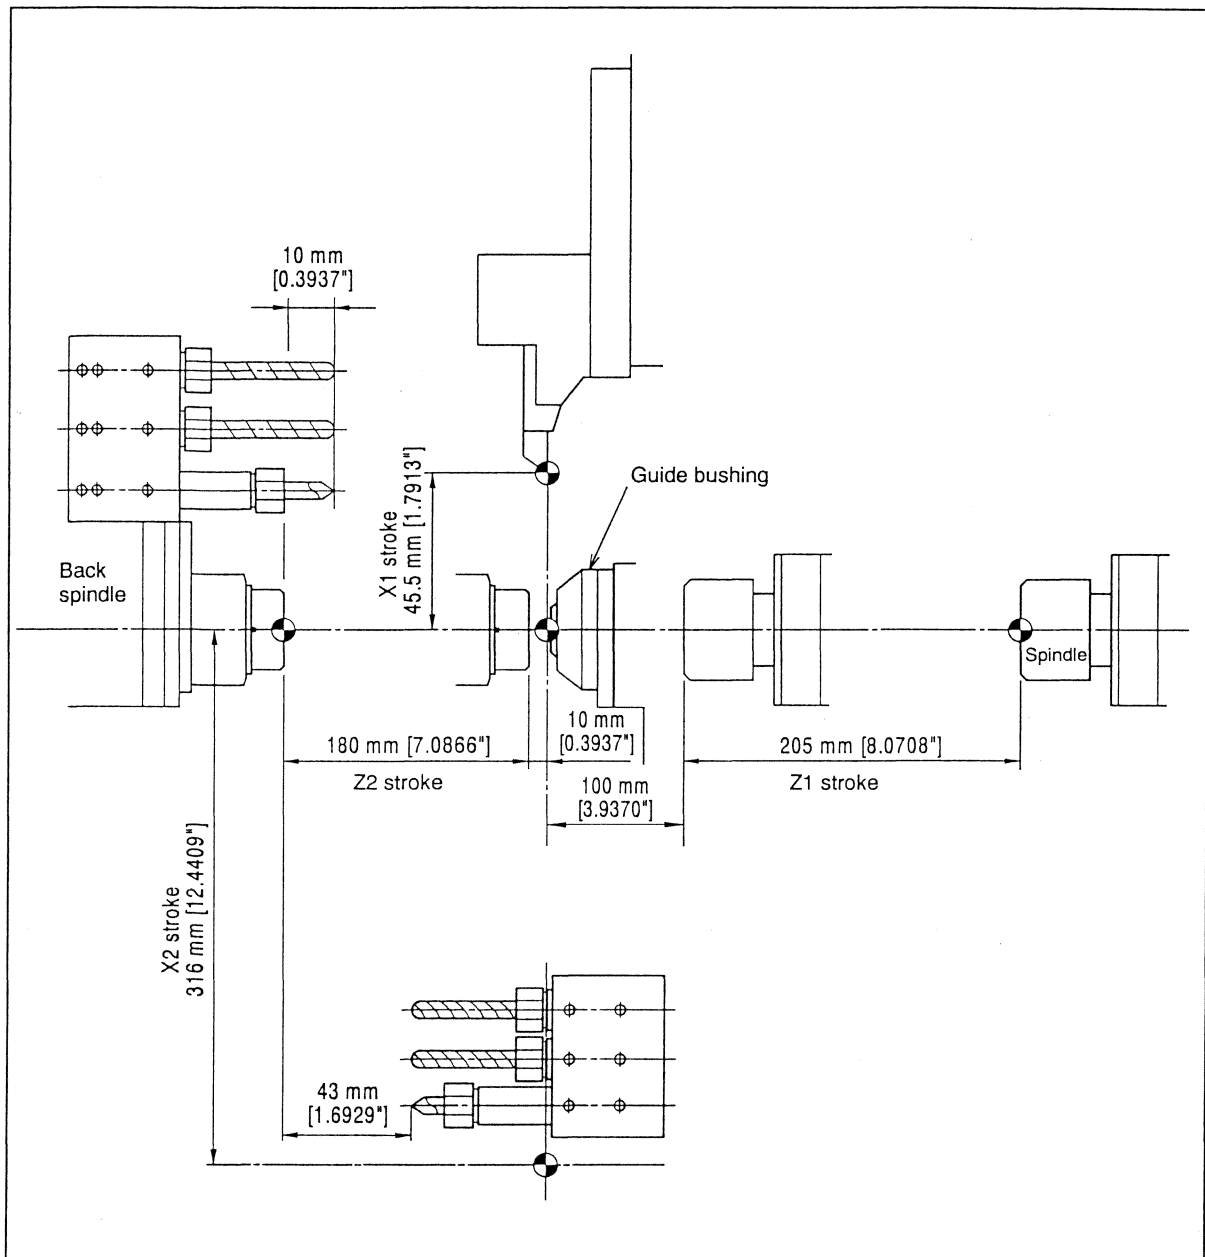 10 mm
[0.3937"]
X1 stroke
45.5 mm [1.7913"]
Guide bushing
Back
spindle
Spindle
180 mm [7.0866"]
Z2 stroke
10 mm
[0.3937"]
205 mm [8.0708"]
Z1 stroke
100 mm
[3.9370"]
X2 stroke
316 mm [12.4409"]
43 mm
[1.6929"]